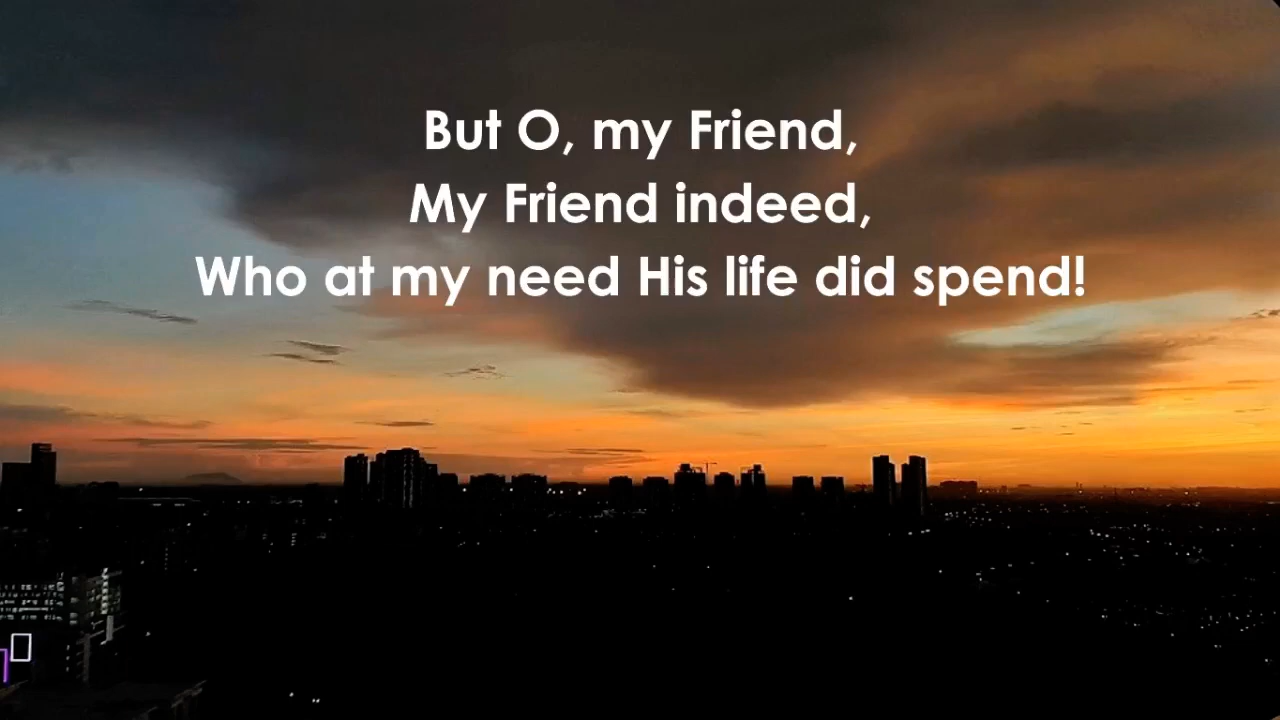 But O, my Friend,
My Friend indeed,
Who at my need His life did spend!